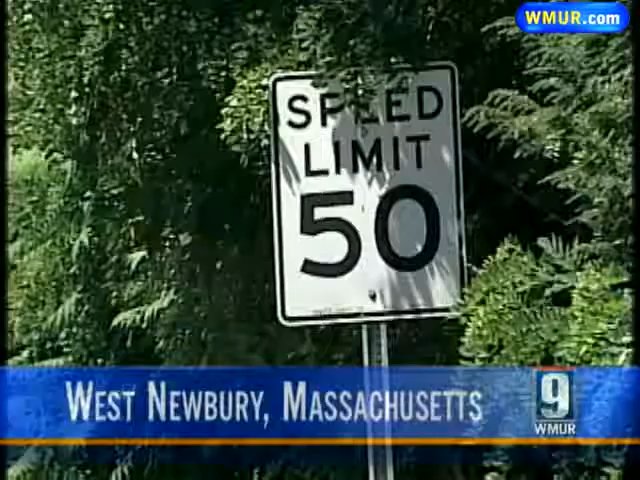 WMUR.com
SPEED
LIMIT
50
WEST NEWBURY, MASSACHUSETTS
9
WMUR